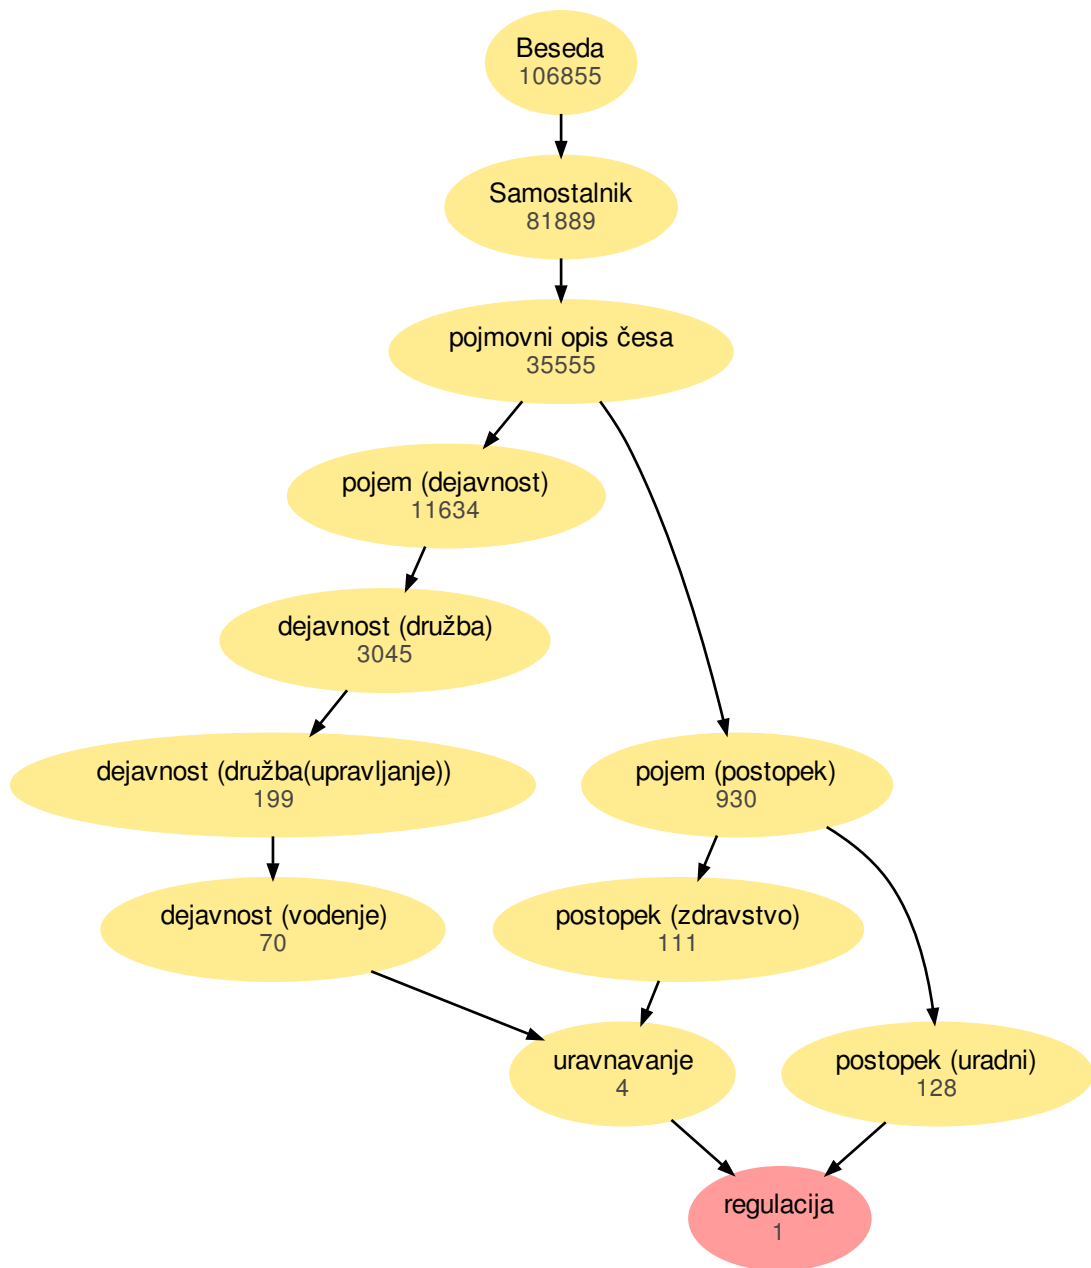 Beseda
106855
Samostalnik
81889
pojmovni opis česa
35555
pojem (dejavnost)
11634
dejavnost (družba)
3045
dejavnost (družba(upravljanje))
199
pojem (postopek)
930
dejavnost (vodenje)
70
postopek (zdravstvo)
111
uravnavanje
4
postopek (uradni)
128
regulacija
1